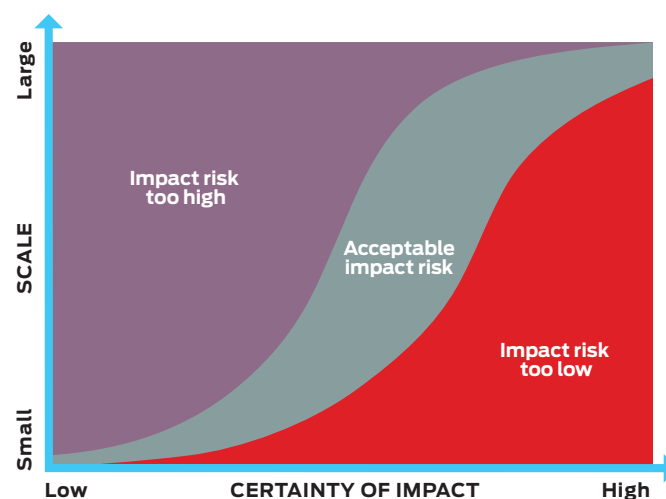 Large
SCALE
Small
Impact risk
too high
Acceptable
impact risk
Impact risk
too low
Low
CERTAINTY OF IMPACT
High